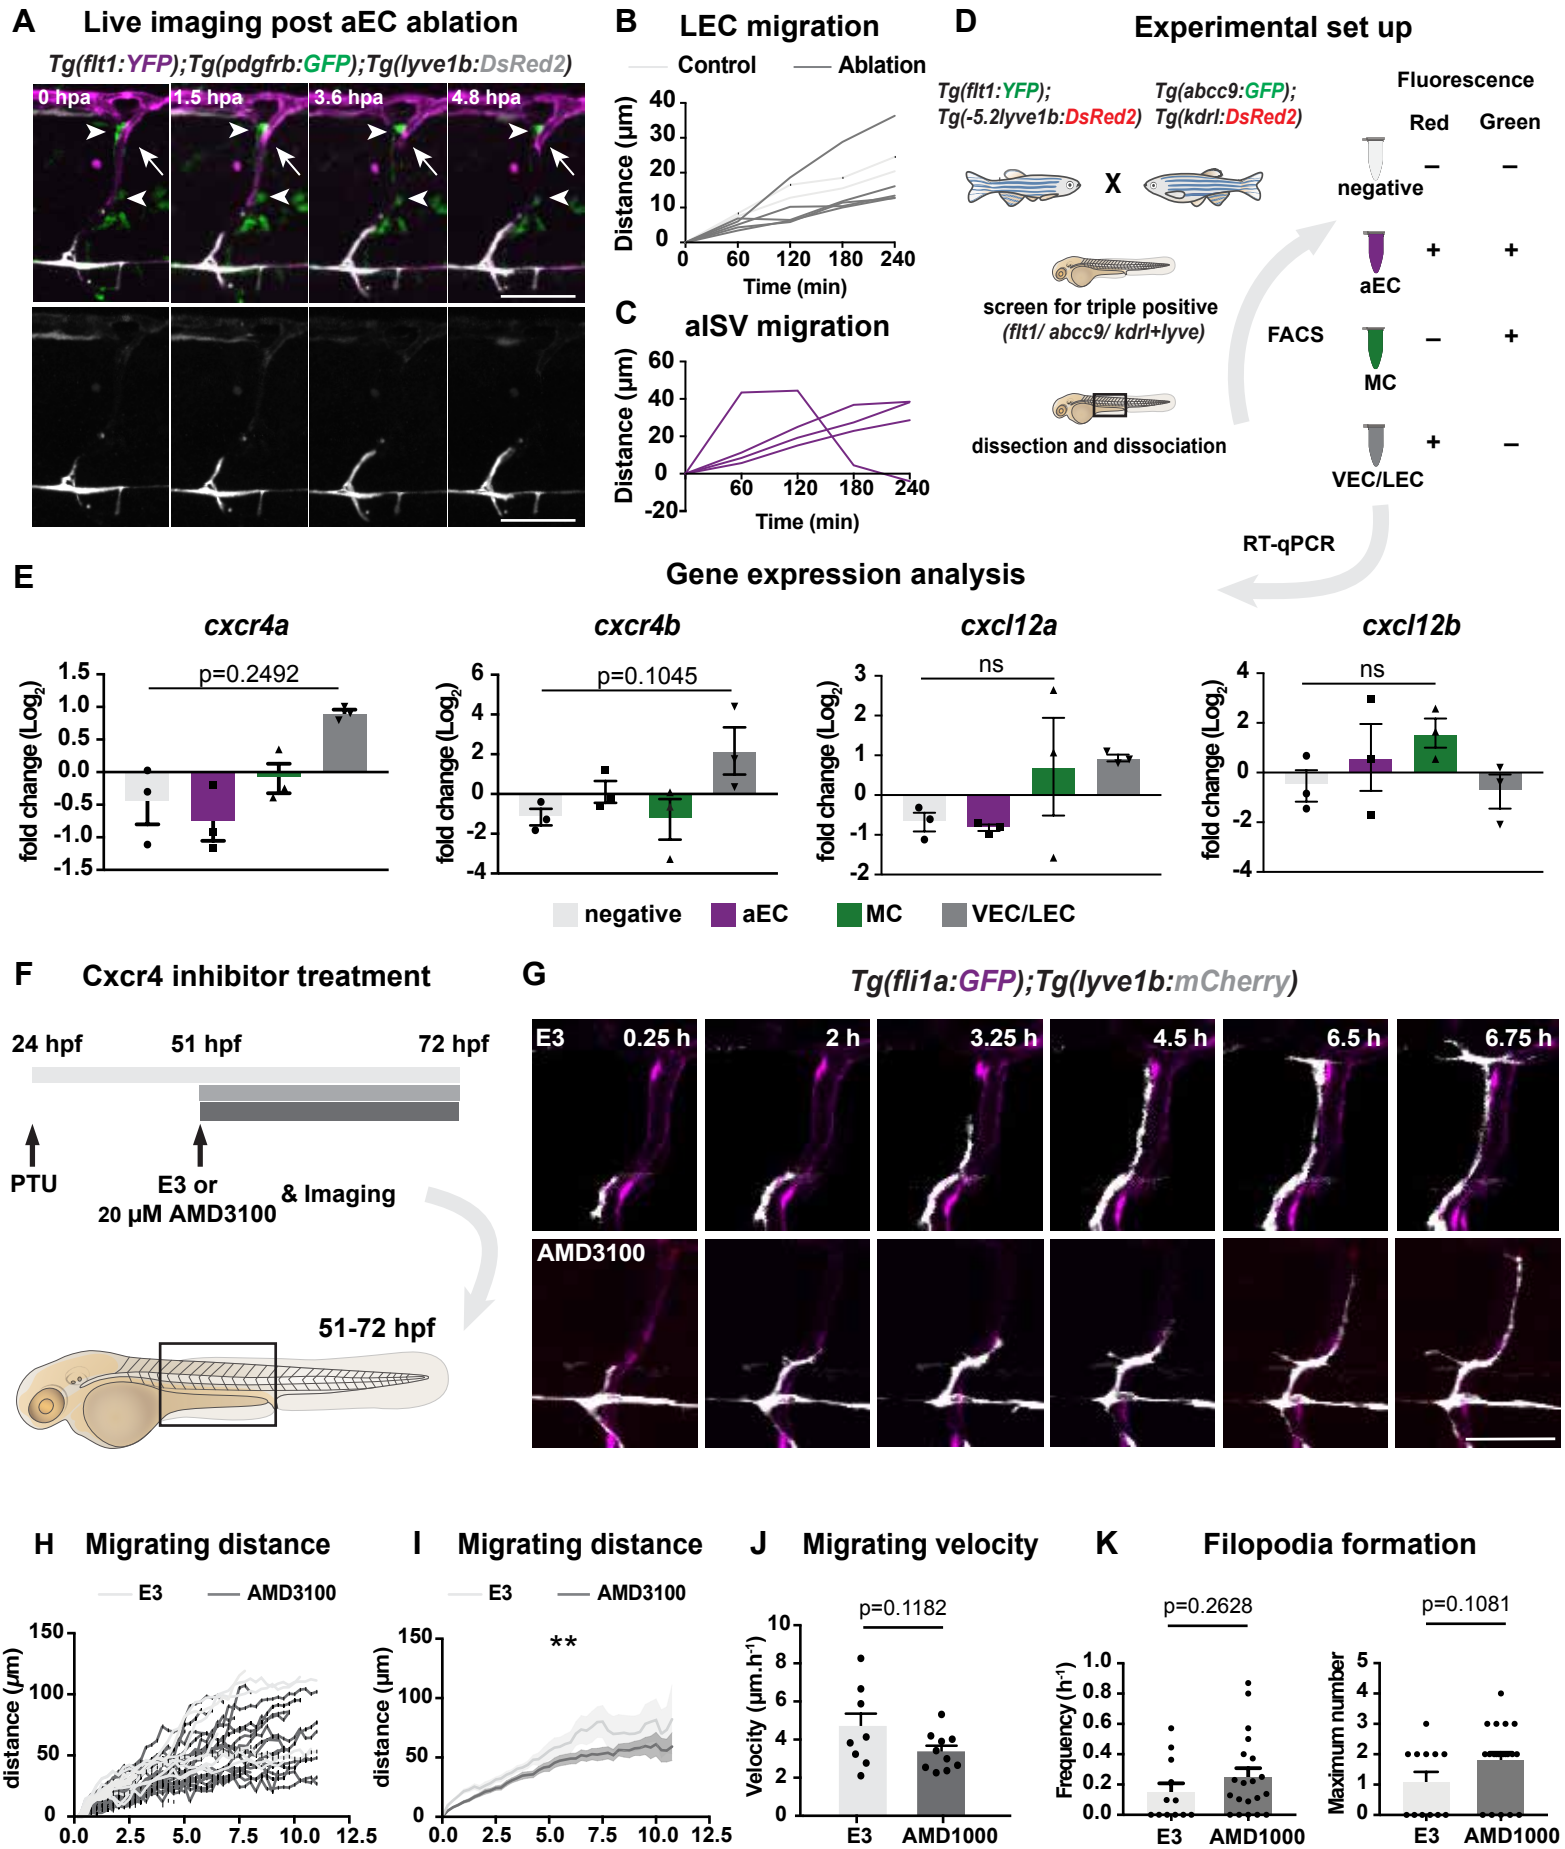 A Live imaging post aEC ablation
Tg(flt1:YFP);Tg(pdgfrb:GFP);Tg(lyve1b:DsRed2)
0 hpa 1.5 hpa 3.6 hpa 4.8 hpa
B LEC migration
Control Ablation
Distance (µm)
40
30
20
10
0
0 60 120 180 240
Time (min)
C aISV migration
Distance (µm)
60
40
20
0
-20
60 120 180 240
Time (min)
D Experimental set up
Tg(flt1:YFP);
Tg(-5.2lyve1b:DsRed2)
Tg(abcc9:GFP);
Tg(kdrl:DsRed2)
X
screen for triple positive
(flt1/ abcc9/ kdrl+lyve)
dissection and dissociation
FACS
Fluorescence
Red Green
negative – –
aEC + +
MC – +
VEC/LEC + –
RT-qPCR
E Gene expression analysis
cxcr4a
fold change (Log2)
1.5
1.0
0.5
0.0
-0.5
-1.0
-1.5
p=0.2492
cxcr4b
fold change (Log2)
6
4
2
0
-2
-4
p=0.1045
cxcl12a
fold change (Log2)
3
2
1
0
-1
-2
ns
cxcl12b
fold change (Log2)
4
2
0
-2
-4
ns
negative aEC MC VEC/LEC
F Cxcr4 inhibitor treatment
24 hpf 51 hpf 72 hpf
PTU
E3 or
20 µM AMD3100
& Imaging
51-72 hpf
G Tg(fli1a:GFP);Tg(lyve1b:mCherry)
E3 0.25 h 2 h 3.25 h 4.5 h 6.5 h 6.75 h
AMD3100
H Migrating distance
E3 AMD3100
distance (µm)
150
100
50
0
0.0 2.5 5.0 7.5 10.0 12.5
I Migrating distance
E3 AMD3100
distance (µm)
150
100
50
0
**
0.0 2.5 5.0 7.5 10.0 12.5
J Migrating velocity
Velocity (µm.h-1)
10
8
6
4
2
0
p=0.1182
E3 AMD1000
K Filopodia formation
Frequency (h-1)
1.0
0.8
0.6
0.4
0.2
0.0
p=0.2628
E3 AMD1000
Maximum number
5
4
3
2
1
0
p=0.1081
E3 AMD1000